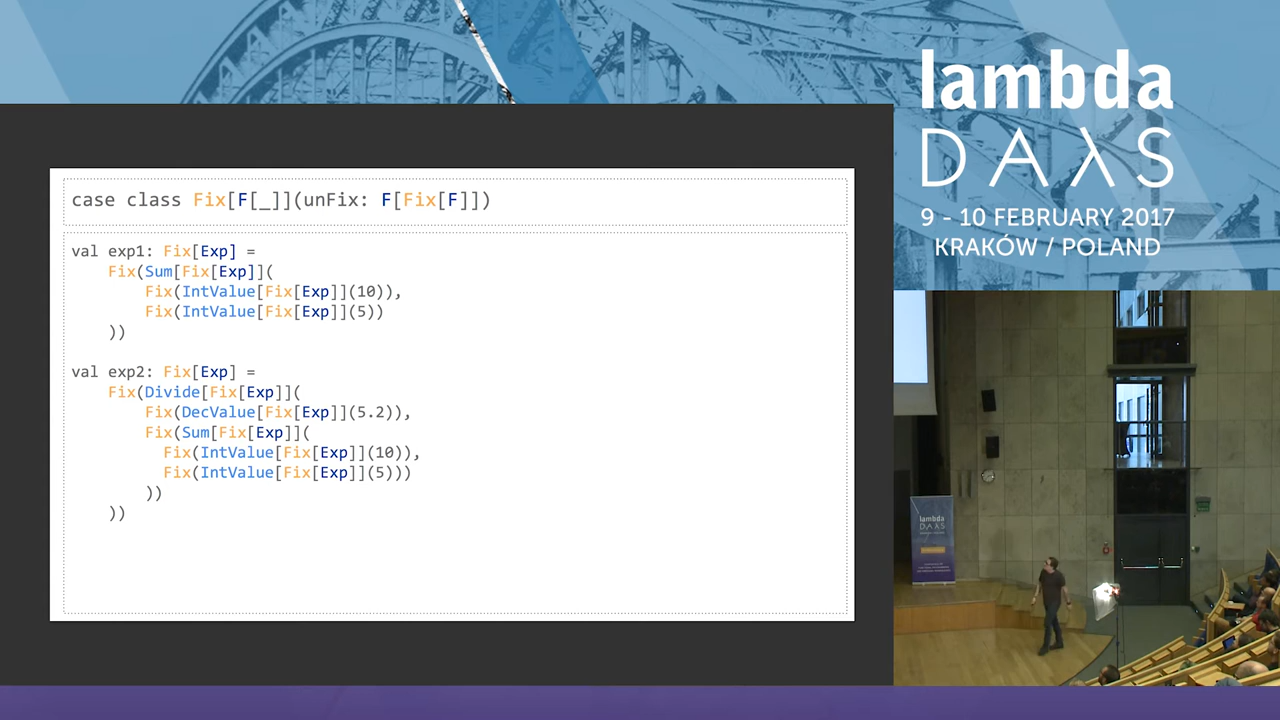 lambda
DAλS
9 - 10 FEBRUARY 2017
KRAKÓW / POLAND
case class Fix[F[_]](unFix: F[Fix[F]])
val exp1: Fix[Exp] =
    Fix(Sum[Fix[Exp]](
        Fix(IntValue[Fix[Exp]](10)),
        Fix(IntValue[Fix[Exp]](5))
    ))
val exp2: Fix[Exp] =
    Fix(Divide[Fix[Exp]](
        Fix(DecValue[Fix[Exp]](5.2)),
        Fix(Sum[Fix[Exp]](
          Fix(IntValue[Fix[Exp]](10)),
          Fix(IntValue[Fix[Exp]](5)))
        ))
    ))
lambda
DAλS